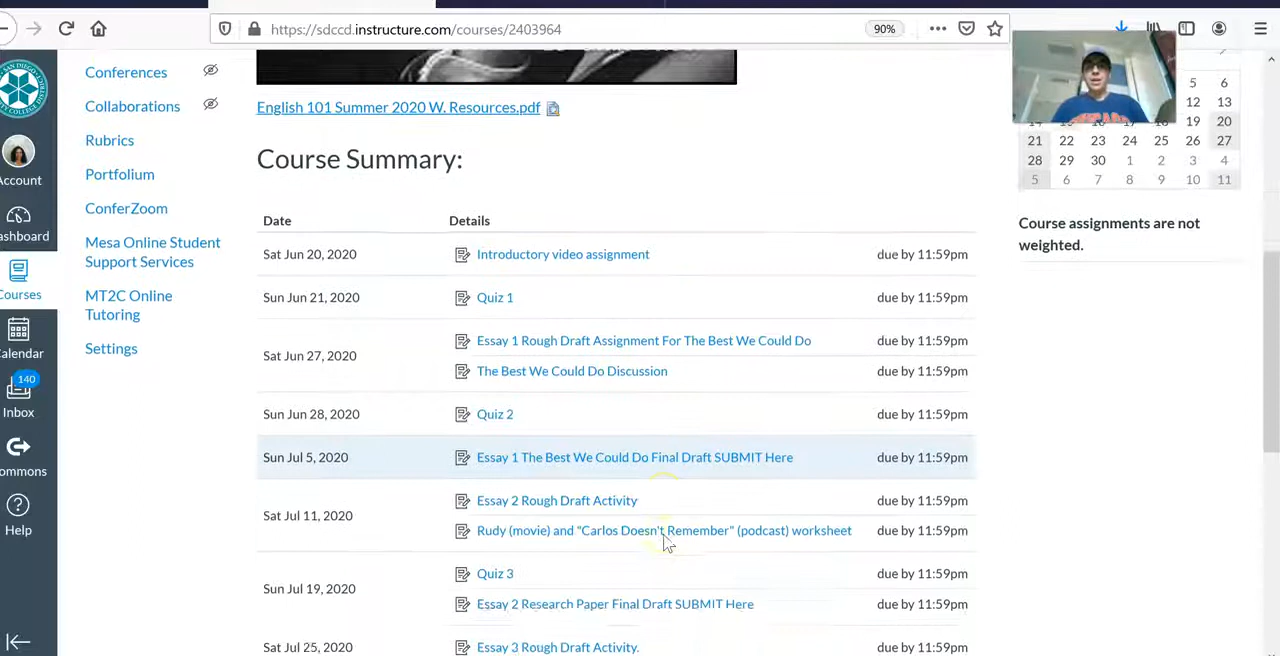 https://sdccd.instructure.com/courses/2403964
90%
Account
ashboard
Courses
Calendar
140
Inbox
ommons
Help
Conferences
Collaborations
Rubrics
Portfolium
ConferZoom
Mesa Online Student
Support Services
MT2C Online
Tutoring
Settings
English 101 Summer 2020 W. Resources.pdf
Course Summary:
Date Details
Sat Jun 20, 2020 Introductory video assignment due by 11:59pm
Sun Jun 21, 2020 Quiz 1 due by 11:59pm
Sat Jun 27, 2020 Essay 1 Rough Draft Assignment For The Best We Could Do due by 11:59pm
The Best We Could Do Discussion due by 11:59pm
Sun Jun 28, 2020 Quiz 2 due by 11:59pm
Sun Jul 5, 2020 Essay 1 The Best We Could Do Final Draft SUBMIT Here due by 11:59pm
Sat Jul 11, 2020 Essay 2 Rough Draft Activity due by 11:59pm
Rudy (movie) and "Carlos Doesn't Remember" (podcast) worksheet due by 11:59pm
Sun Jul 19, 2020 Quiz 3 due by 11:59pm
Essay 2 Research Paper Final Draft SUBMIT Here due by 11:59pm
Sat Jul 25, 2020 Essay 3 Rough Draft Activity. due by 11:59pm
5 6
12 13
19 20
21 22 23 24 25 26 27
28 29 30 1 2 3 4
5 6 7 8 9 10 11
Course assignments are not
weighted.